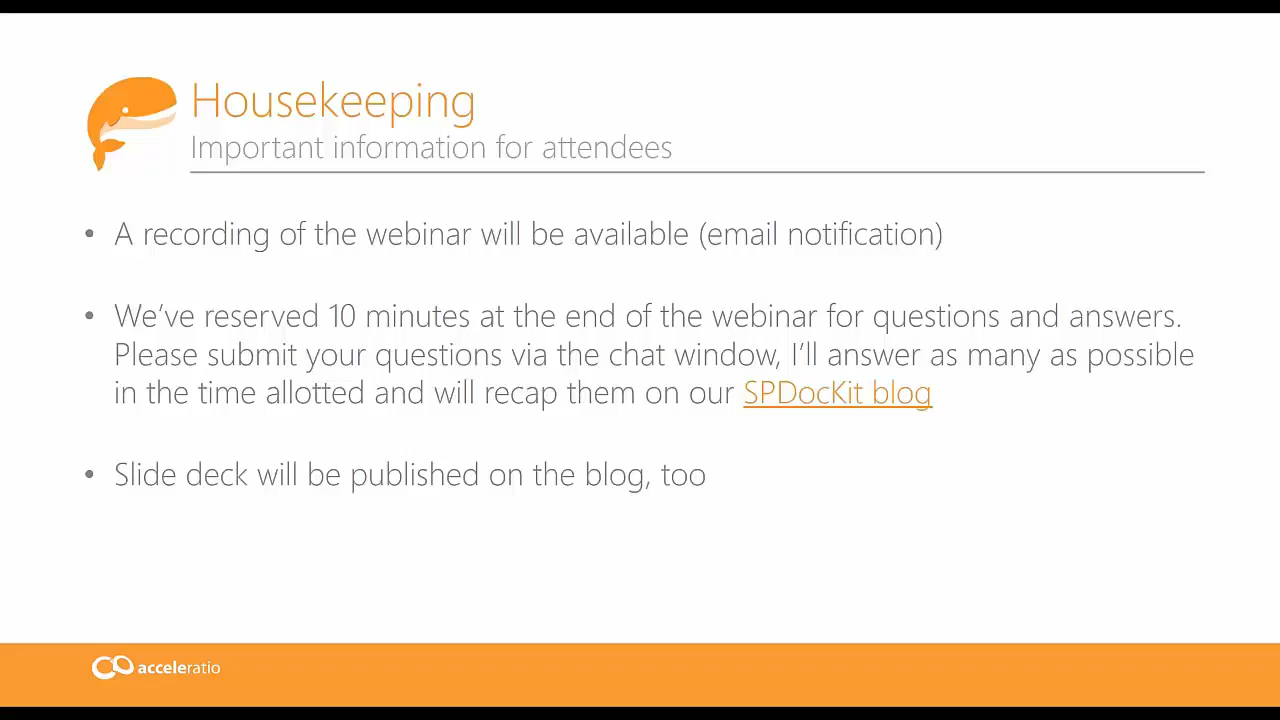 Housekeeping
Important information for attendees
• A recording of the webinar will be available (email notification)
• We’ve reserved 10 minutes at the end of the webinar for questions and answers.
Please submit your questions via the chat window, I’ll answer as many as possible
in the time allotted and will recap them on our SPDocKit blog
• Slide deck will be published on the blog, too
acceleratio